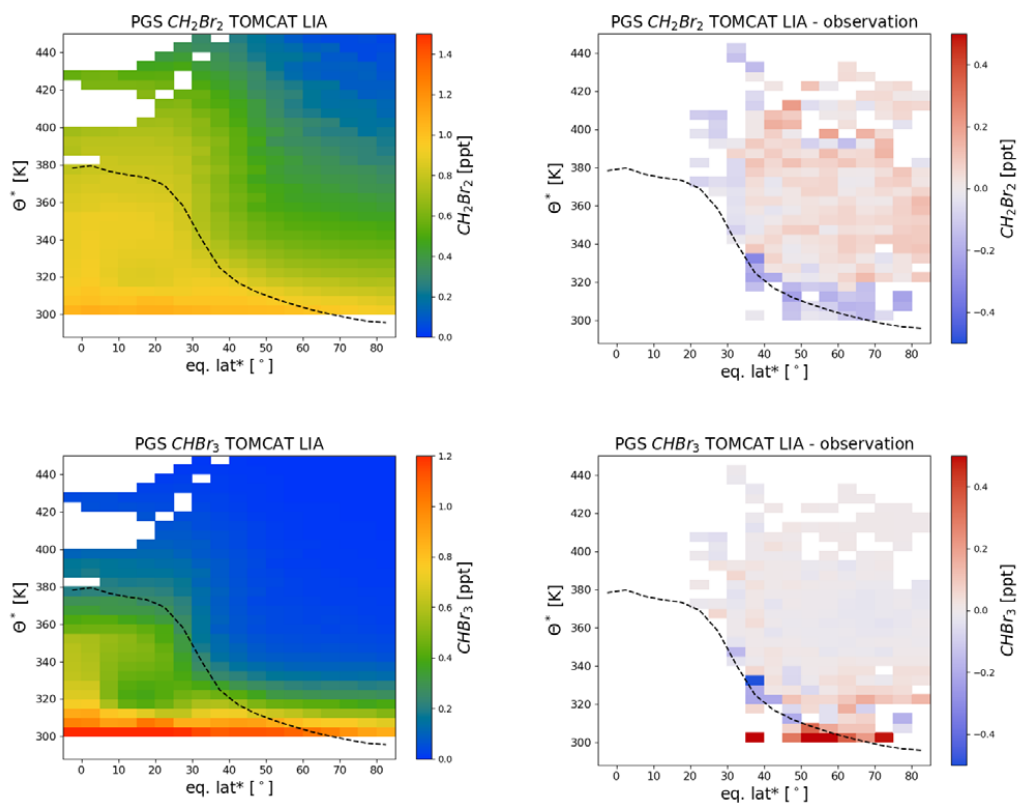 PGS CH₂Br₂ TOMCAT LIA
440
420
400
380
360
340
320
300
Θ* [K]
0 10 20 30 40 50 60 70 80
eq. lat* [°]
1.4
1.2
1.0
0.8
0.6
0.4
0.2
0.0
CH₂Br₂ [ppt]
PGS CH₂Br₂ TOMCAT LIA - observation
440
420
400
380
360
340
320
300
Θ* [K]
0 10 20 30 40 50 60 70 80
eq. lat* [°]
0.4
0.2
0.0
−0.2
−0.4
CH₂Br₂ [ppt]
PGS CHBr₃ TOMCAT LIA
440
420
400
380
360
340
320
300
Θ* [K]
0 10 20 30 40 50 60 70 80
eq. lat* [°]
1.2
1.0
0.8
0.6
0.4
0.2
0.0
CHBr₃ [ppt]
PGS CHBr₃ TOMCAT LIA - observation
440
420
400
380
360
340
320
300
Θ* [K]
0 10 20 30 40 50 60 70 80
eq. lat* [°]
0.4
0.2
0.0
−0.2
−0.4
CHBr₃ [ppt]